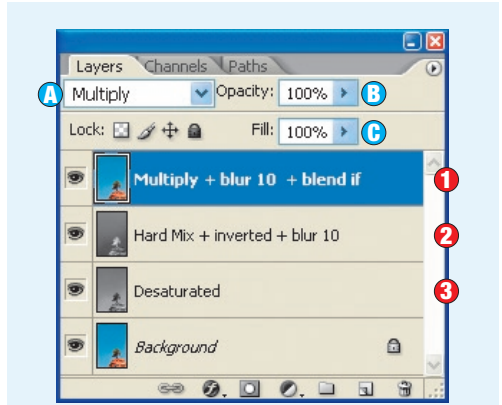 Layers Channels Paths
A Multiply Opacity: 100% B
Lock: Fill: 100% C
Multiply + blur 10 + blend if 1
Hard Mix + inverted + blur 10 2
Desaturated 3
Background